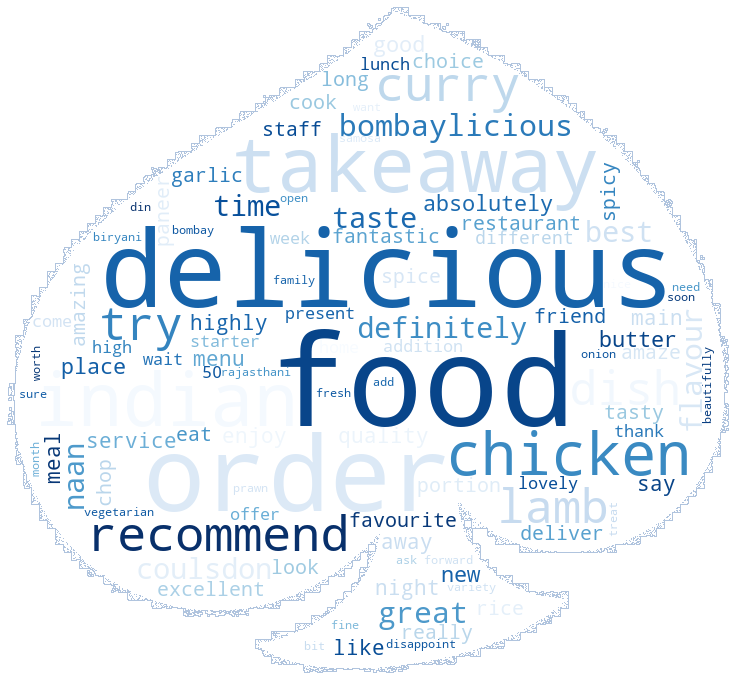 good
lunch choice
long curry
cook want
staff bombaylicious
samosa
takeaway
garlic spicy
paneer
time open
din taste absolutely
restaurant
biryani bombay week fantastic different best
delicious
amazing family spice need
soon
come try highly present friend
definitely main
starter addition butter flavour
high wait menu onion amaze
worth place 50 rajasthani
beautifully
sure indian fresh add food dish
tasty
service eat enjoy quality thank
month meal naan chop order chicken
prawn portion lovely say
vegetarian offer favourite lamb
recommend deliver treat
away
coulsdon look ask forward
excellent night new variety
great rice
fine really
bit like disappoint